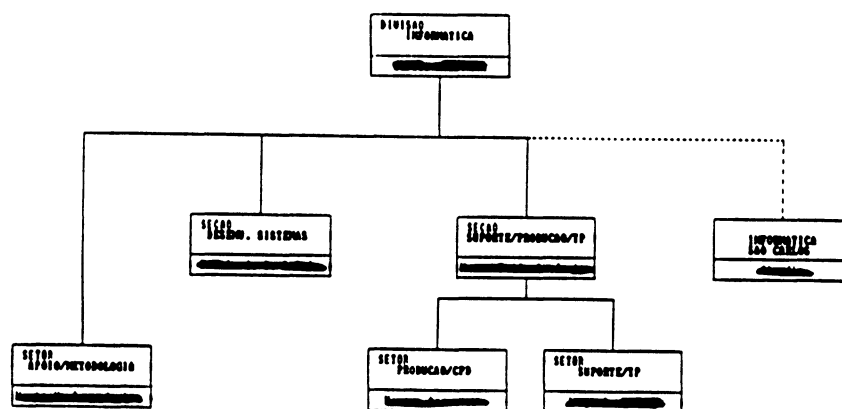 DIVISAO
INFORMATICA
SECAO
DESENV. SISTEMAS
SECAO
SUPORTE/PRODUCAO/TP
INFORMATICA
SAO CARLOS
SETOR
APOIO/METODOLOGIA
SETOR
PRODUCAO/CPD
SETOR
SUPORTE/TP